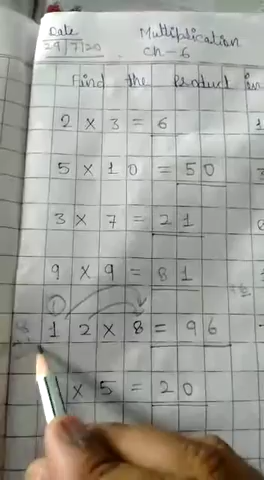 Date Multiplication
29/7/20 ch-6
Find the product
2 × 3 = 6
5 × 10 = 50
3 × 7 = 21
9 × 9 = 81
12 × 8 = 96
× 5 = 20